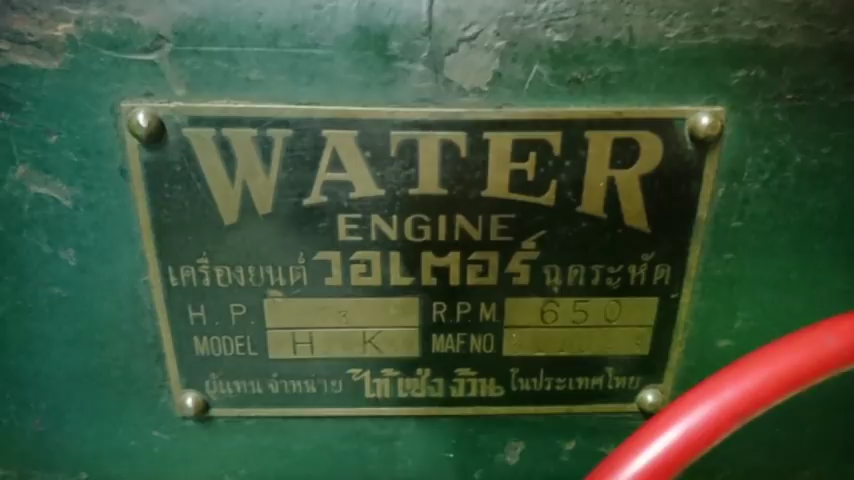 WATER
ENGINE
เครื่องยนต์ วอเตอร์ ฉุดระหัด
H.P. 3 R.P.M. 650
MODEL H K MAF NO
ผู้แทนจำหน่าย ไท้เซ้งง้วน ในประเทศไทย